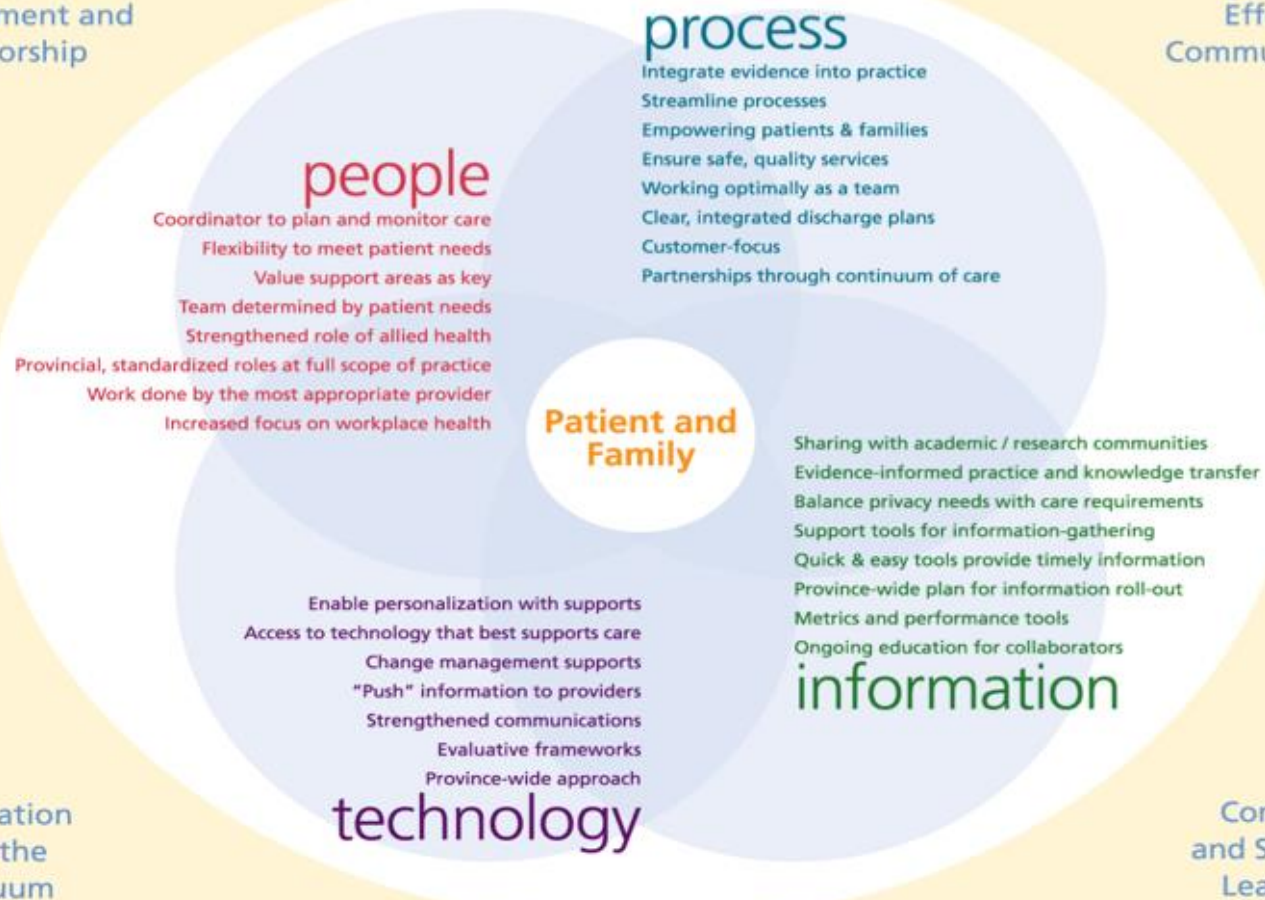 process
Integrate evidence into practice
Streamline processes
Empowering patients & families
Ensure safe, quality services
Working optimally as a team
Clear, integrated discharge plans
Customer-focus
Partnerships through continuum of care
people
Coordinator to plan and monitor care
Flexibility to meet patient needs
Value support areas as key
Team determined by patient needs
Strengthened role of allied health
Provincial, standardized roles at full scope of practice
Work done by the most appropriate provider
Increased focus on workplace health
Patient and
Family
Sharing with academic / research communities
Evidence-informed practice and knowledge transfer
Balance privacy needs with care requirements
Support tools for information-gathering
Quick & easy tools provide timely information
Province-wide plan for information roll-out
Metrics and performance tools
Ongoing education for collaborators
information
Enable personalization with supports
Access to technology that best supports care
Change management supports
“Push” information to providers
Strengthened communications
Evaluative frameworks
Province-wide approach
technology
and
the
and